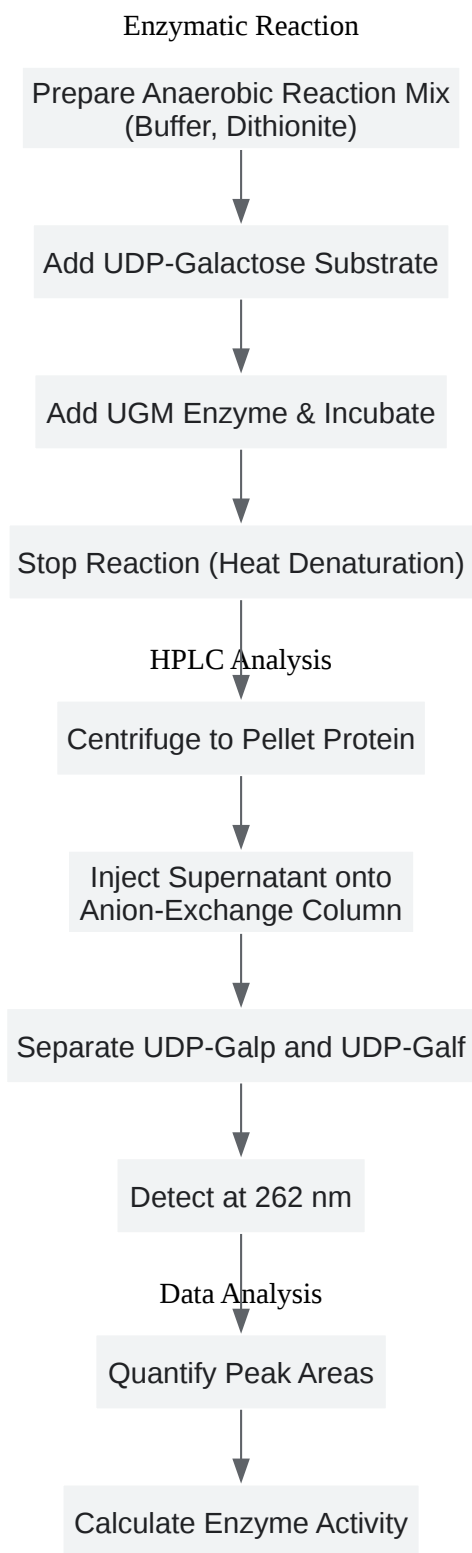 Enzymatic Reaction
Prepare Anaerobic Reaction Mix
(Buffer, Dithionite)
Add UDP-Galactose Substrate
Add UGM Enzyme & Incubate
Stop Reaction (Heat Denaturation)
HPLC Analysis
Centrifuge to Pellet Protein
Inject Supernatant onto
Anion-Exchange Column
Separate UDP-Galp and UDP-Galf
Detect at 262 nm
Data Analysis
Quantify Peak Areas
Calculate Enzyme Activity